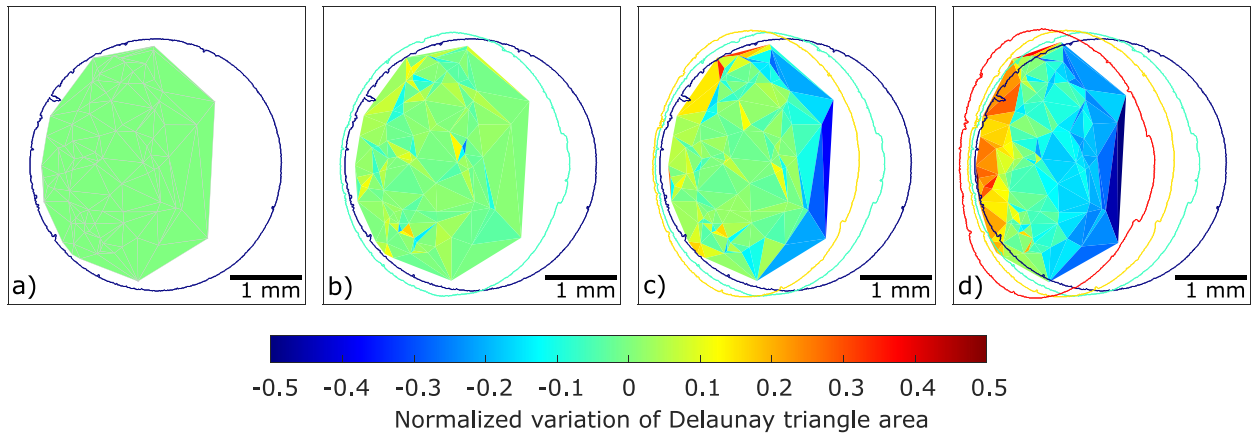 a) 1 mm b) 1 mm c) 1 mm d) 1 mm
-0.5 -0.4 -0.3 -0.2 -0.1 0 0.1 0.2 0.3 0.4 0.5
Normalized variation of Delaunay triangle area